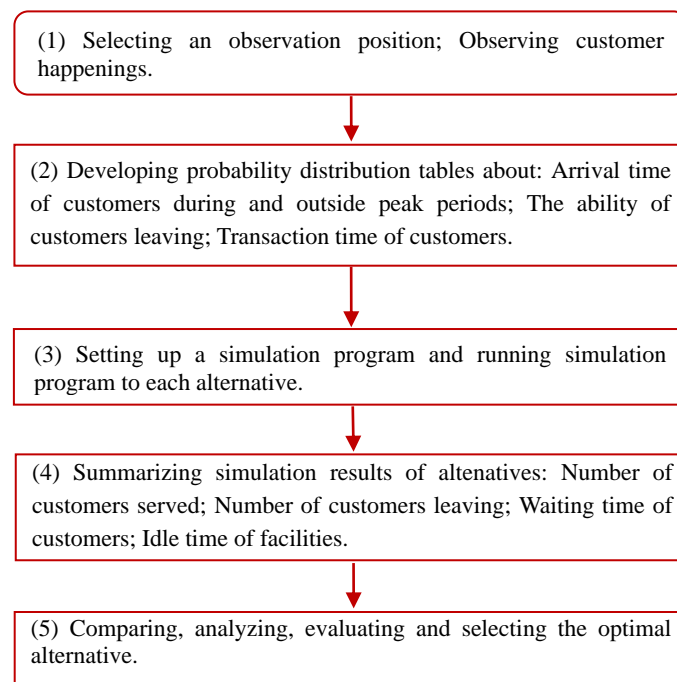 (1) Selecting an observation position; Observing customer
happenings.
(2) Developing probability distribution tables about: Arrival time
of customers during and outside peak periods; The ability of
customers leaving; Transaction time of customers.
(3) Setting up a simulation program and running simulation
program to each alternative.
(4) Summarizing simulation results of altenatives: Number of
customers served; Number of customers leaving; Waiting time of
customers; Idle time of facilities.
(5) Comparing, analyzing, evaluating and selecting the optimal
alternative.